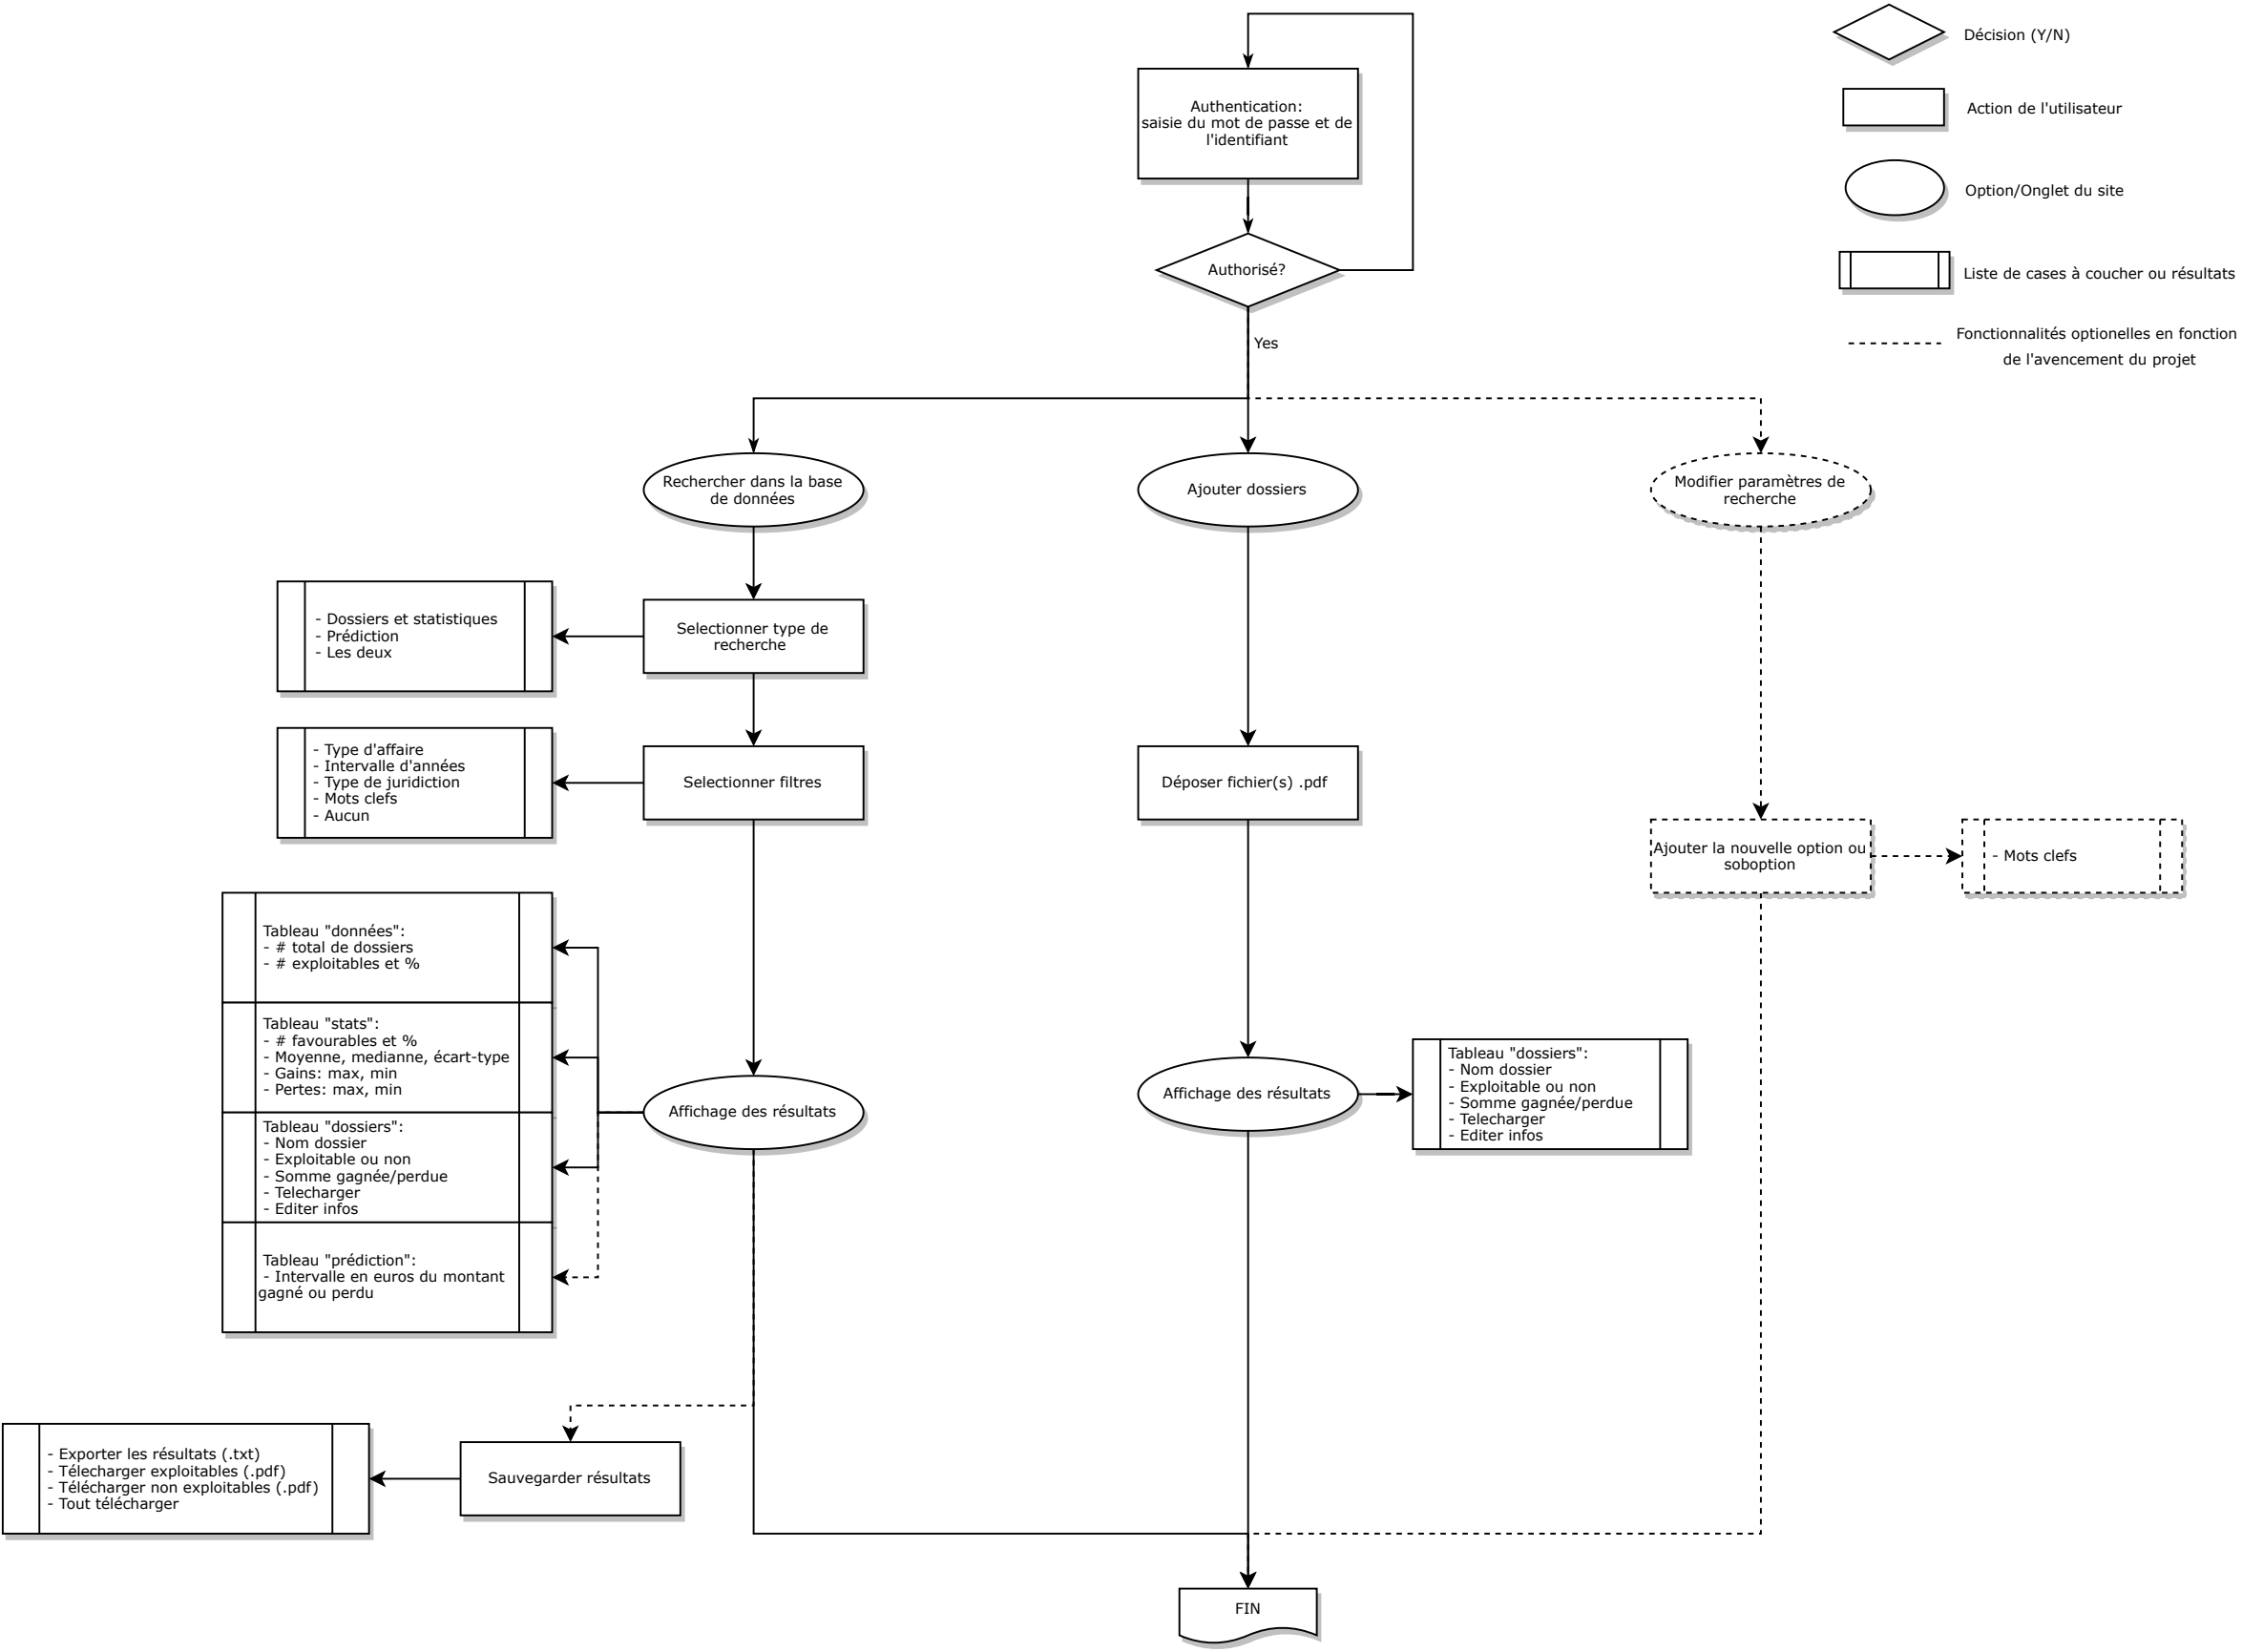 Authentication:
saisie du mot de passe et de
l'identifiant
Authorisé?
Yes
Décision (Y/N)
Action de l'utilisateur
Option/Onglet du site
Liste de cases à coucher ou résultats
Fonctionnalités optionelles en fonction
de l'avencement du projet
Rechercher dans la base
de données
Ajouter dossiers
Modifier paramètres de
recherche
- Dossiers et statistiques
- Prédiction
- Les deux
Selectionner type de
recherche
- Type d'affaire
- Intervalle d'années
- Type de juridiction
- Mots clefs
- Aucun
Selectionner filtres
Déposer fichier(s) .pdf
Ajouter la nouvelle option ou
soboption
- Mots clefs
Tableau "données":
- # total de dossiers
- # exploitables et %
Tableau "stats":
- # favourables et %
- Moyenne, medianne, écart-type
- Gains: max, min
- Pertes: max, min
Tableau "dossiers":
- Nom dossier
- Exploitable ou non
- Somme gagnée/perdue
- Telecharger
- Editer infos
Tableau "prédiction":
- Intervalle en euros du montant
gagné ou perdu
Affichage des résultats
Affichage des résultats
Tableau "dossiers":
- Nom dossier
- Exploitable ou non
- Somme gagnée/perdue
- Telecharger
- Editer infos
- Exporter les résultats (.txt)
- Télecharger exploitables (.pdf)
- Télécharger non exploitables (.pdf)
- Tout télécharger
Sauvegarder résultats
FIN